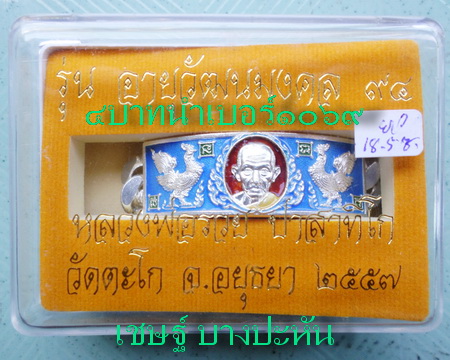 รุ่น อายุวัฒนมงคล ๙๔
๔บาทน้าเบอร์๑๐๖๙
หลวงพ่อรวย ปาสาทิโก
วัดตะโก จ.อยุธยา ๒๕๕๗
เชษฐ์ บางปะหัน